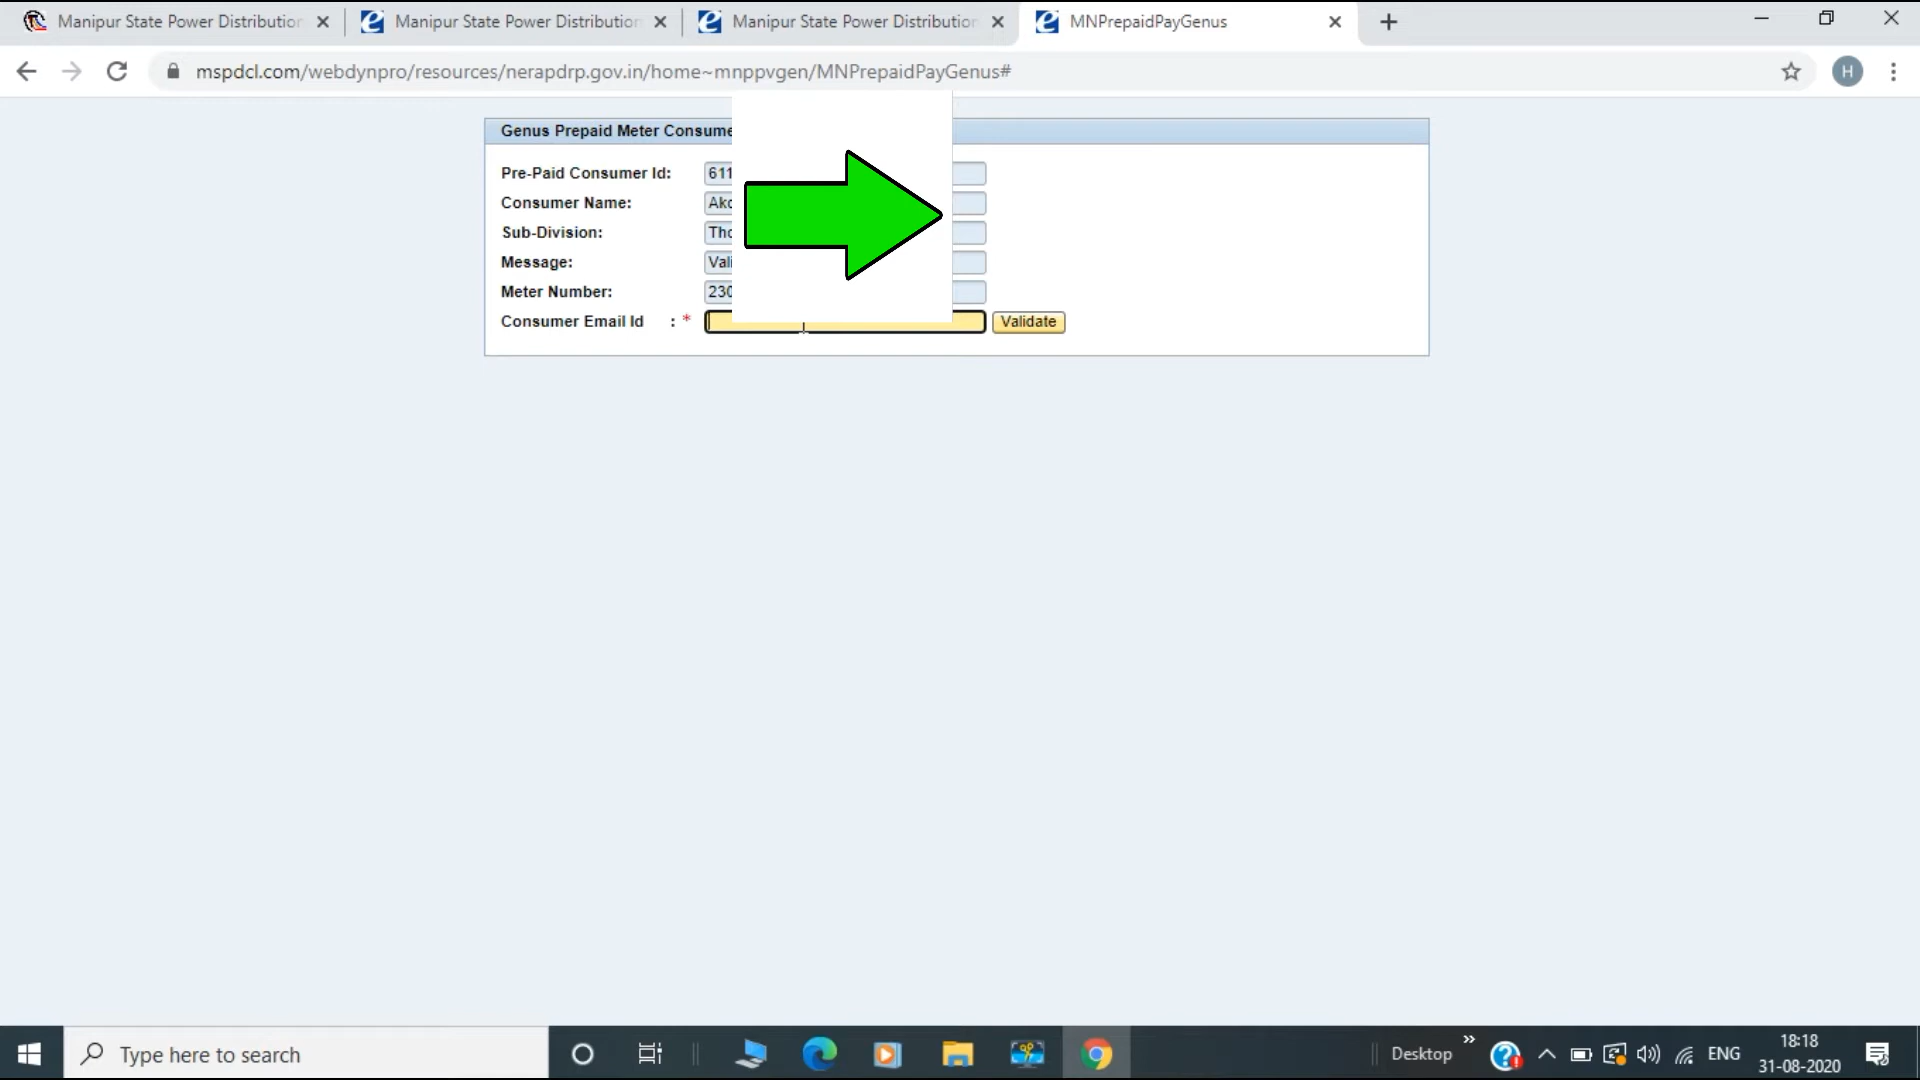 Manipur State Power Distribution
Manipur State Power Distribution
Manipur State Power Distribution
MNPrepaidPayGenus
mspdcl.com/webdynpro/resources/nerapdrp.gov.in/home~mnppvgen/MNPrepaidPayGenus#
H
Genus Prepaid Meter Consume
Pre-Paid Consumer Id: 611
Consumer Name: Ako
Sub-Division: Tho
Message: Vali
Meter Number: 230
Consumer Email Id : * Validate
Type here to search
Desktop
ENG
18:18
31-08-2020